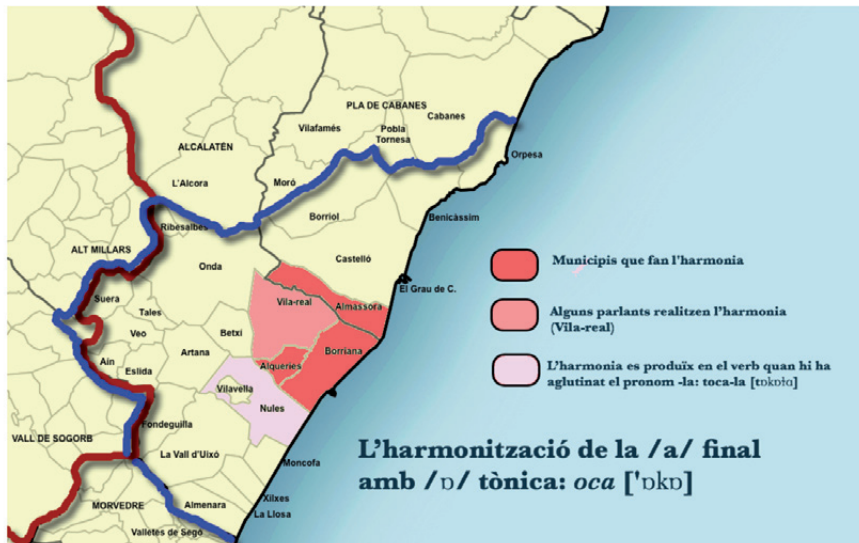 PLA DE CABANES
Cabanes
Vilafamés
Pobla
Tornesa
ALCALATÉN
Orpesa
L'Alcora
Moró
Borriol
Benicàssim
Ribesalbes
ALT MILLARS
Castelló
Onda
El Grau de C.
Suera
Vila-real
Almassora
Tales
Veo
Betxí
Borriana
Artana
Aín
Eslida
Alqueries
Vilavella
Nules
Fondeguilla
VALL DE SOGORB
La Vall d'Uixó
Moncofa
Xilxes
Almenara
La Llosa
MORVEDRE
Valletes de Segó
Municipis que fan l'harmonia
Alguns parlants realitzen l'harmonia
(Vila-real)
L'harmonia es produïx en el verb quan hi ha
aglutinat el pronom -la: toca-la [tɒkɒɫɑ]
L'harmonització de la /a/ final
amb /ɒ/ tònica: oca ['ɒkɒ]